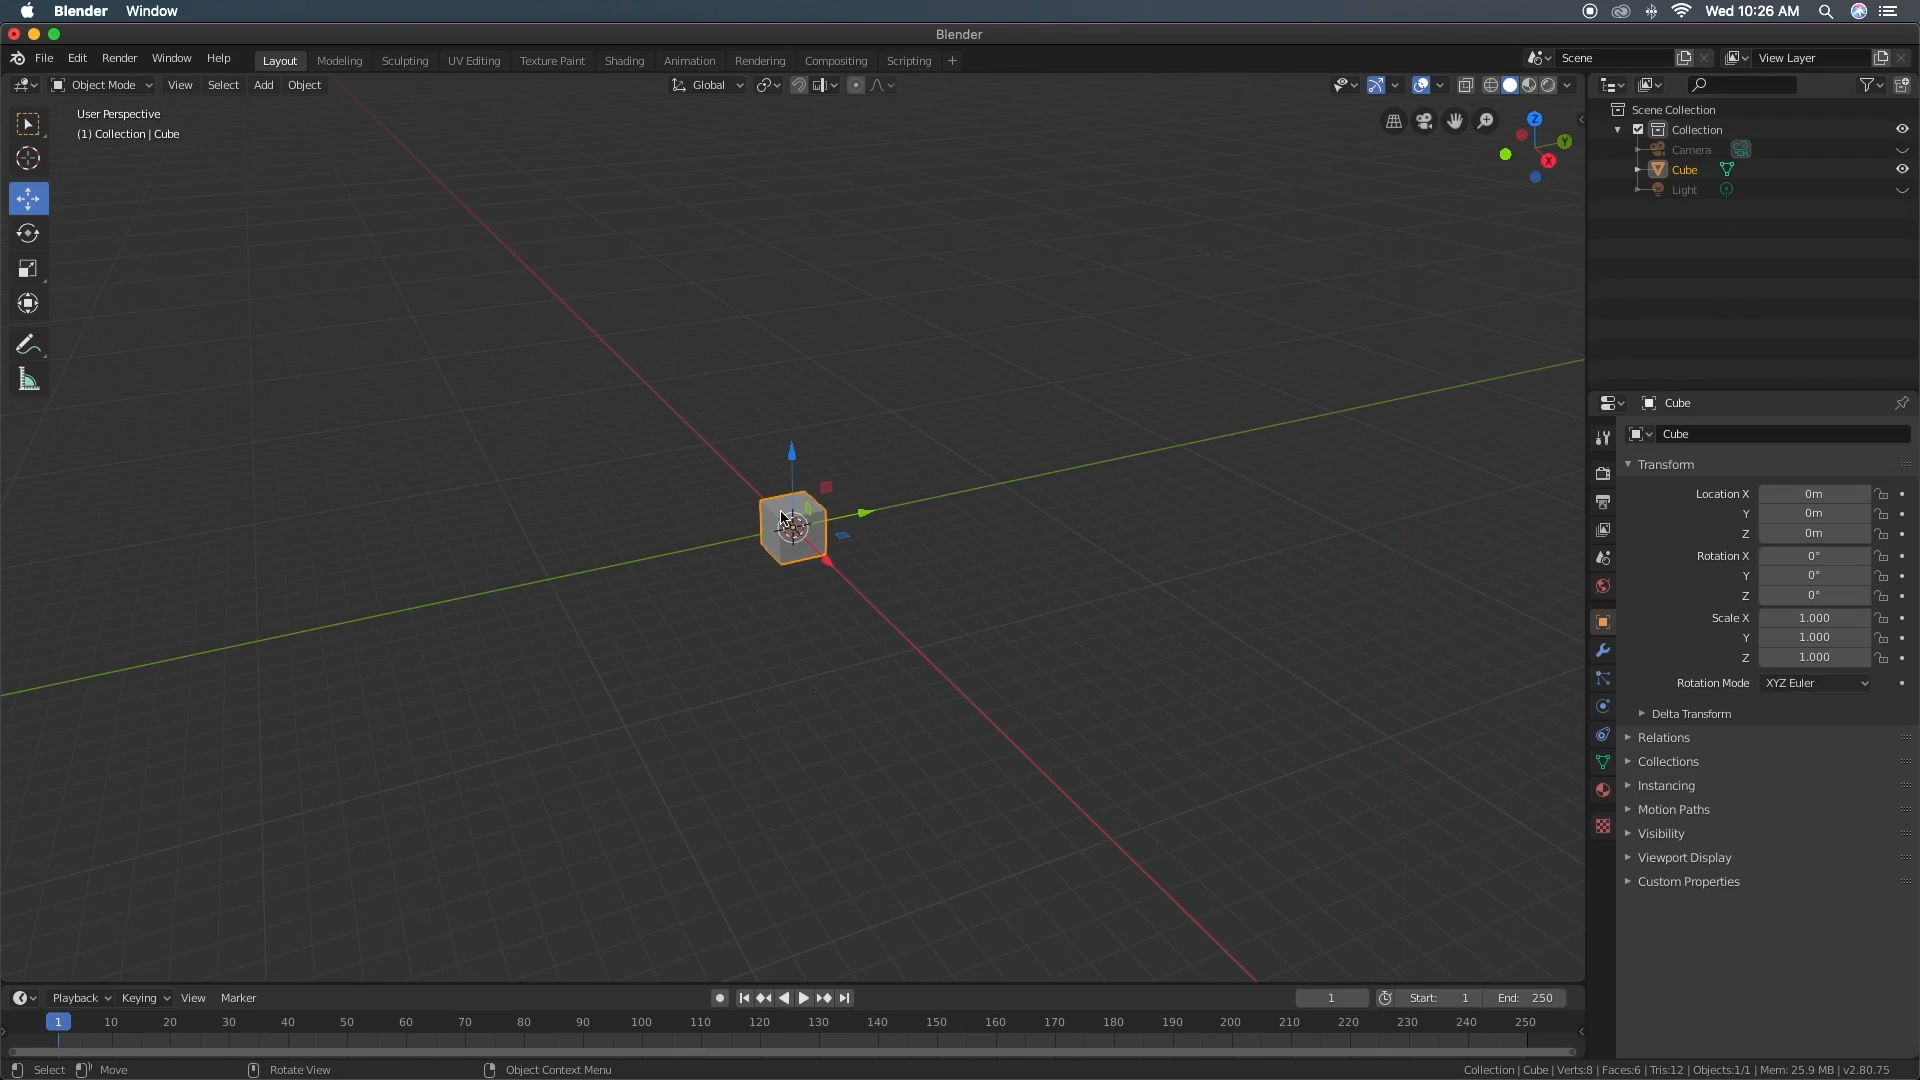 Blender Window Wed 10:26 AM
Blender
File Edit Render Window Help Layout Modeling Sculpting UV Editing Texture Paint Shading Animation Rendering Compositing Scripting + Scene View Layer
Object Mode View Select Add Object Global
User Perspective
(1) Collection | Cube
Z
Y
X
Scene Collection
Collection
Camera
Cube
Light
Cube
Cube
Transform
Location X 0m
Y 0m
Z 0m
Rotation X 0°
Y 0°
Z 0°
Scale X 1.000
Y 1.000
Z 1.000
Rotation Mode XYZ Euler
Delta Transform
Relations
Collections
Instancing
Motion Paths
Visibility
Viewport Display
Custom Properties
Playback Keying View Marker 1 Start: 1 End: 250
1 10 20 30 40 50 60 70 80 90 100 110 120 130 140 150 160 170 180 190 200 210 220 230 240 250
Select Move Rotate View Object Context Menu Collection | Cube | Verts:8 | Faces:6 | Tris:12 | Objects:1/1 | Mem: 25.9 MB | v2.80.75